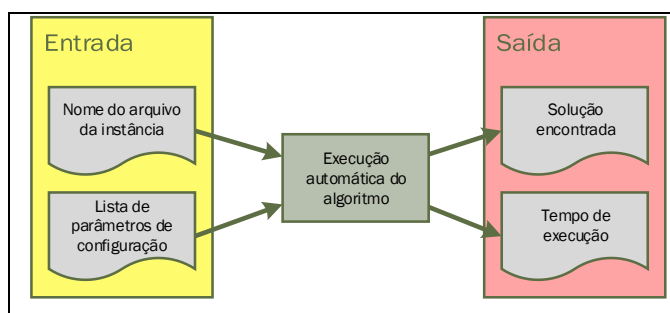 Entrada
Nome do arquivo
da instância
Lista de
parâmetros de
configuração
Execução
automática do
algoritmo
Saída
Solução
encontrada
Tempo de
execução